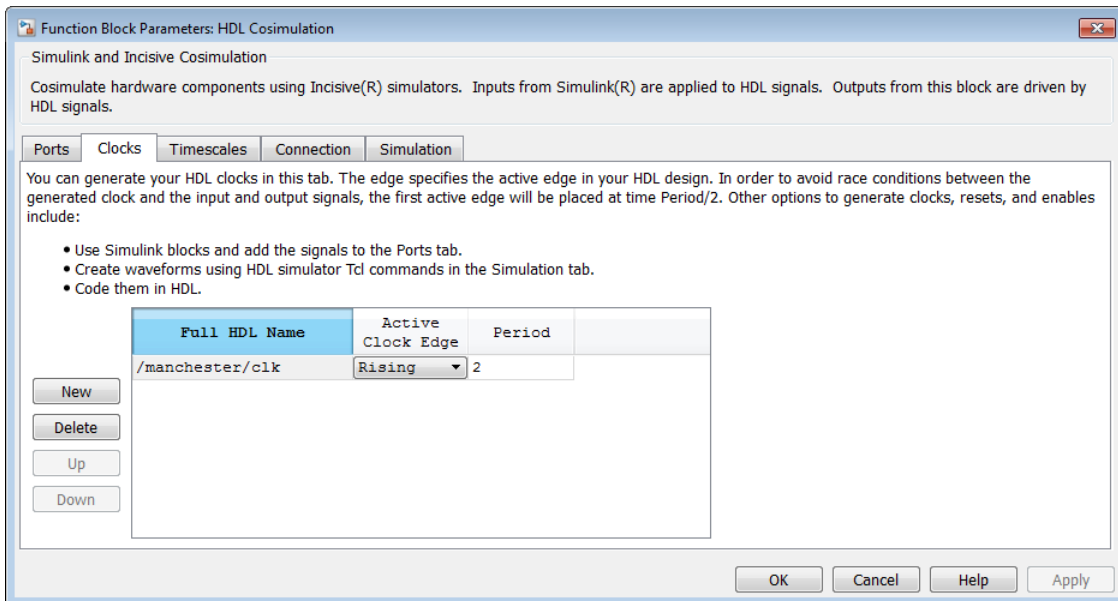 Function Block Parameters: HDL Cosimulation
Simulink and Incisive Cosimulation
Cosimulate hardware components using Incisive(R) simulators. Inputs from Simulink(R) are applied to HDL signals. Outputs from this block are driven by
HDL signals.
Ports Clocks Timescales Connection Simulation
You can generate your HDL clocks in this tab. The edge specifies the active edge in your HDL design. In order to avoid race conditions between the
generated clock and the input and output signals, the first active edge will be placed at time Period/2. Other options to generate clocks, resets, and enables
include:
• Use Simulink blocks and add the signals to the Ports tab.
• Create waveforms using HDL simulator Tcl commands in the Simulation tab.
• Code them in HDL.
Full HDL Name Active Clock Edge Period
/manchester/clk Rising 2
New
Delete
Up
Down
OK Cancel Help Apply